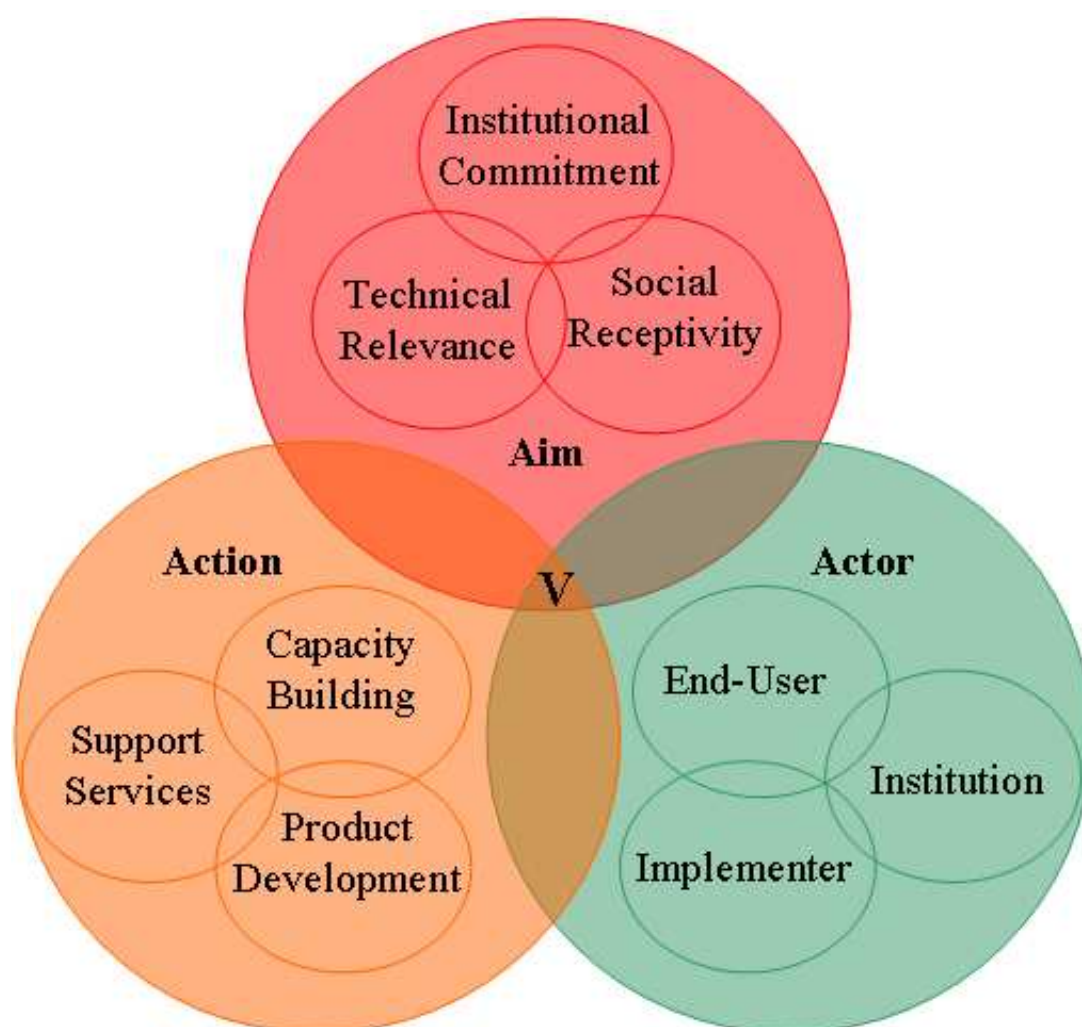 Institutional
Commitment
Technical
Relevance
Social
Receptivity
Aim
Action
V
Actor
Capacity
Building
Support
Services
Product
Development
End-User
Institution
Implementer